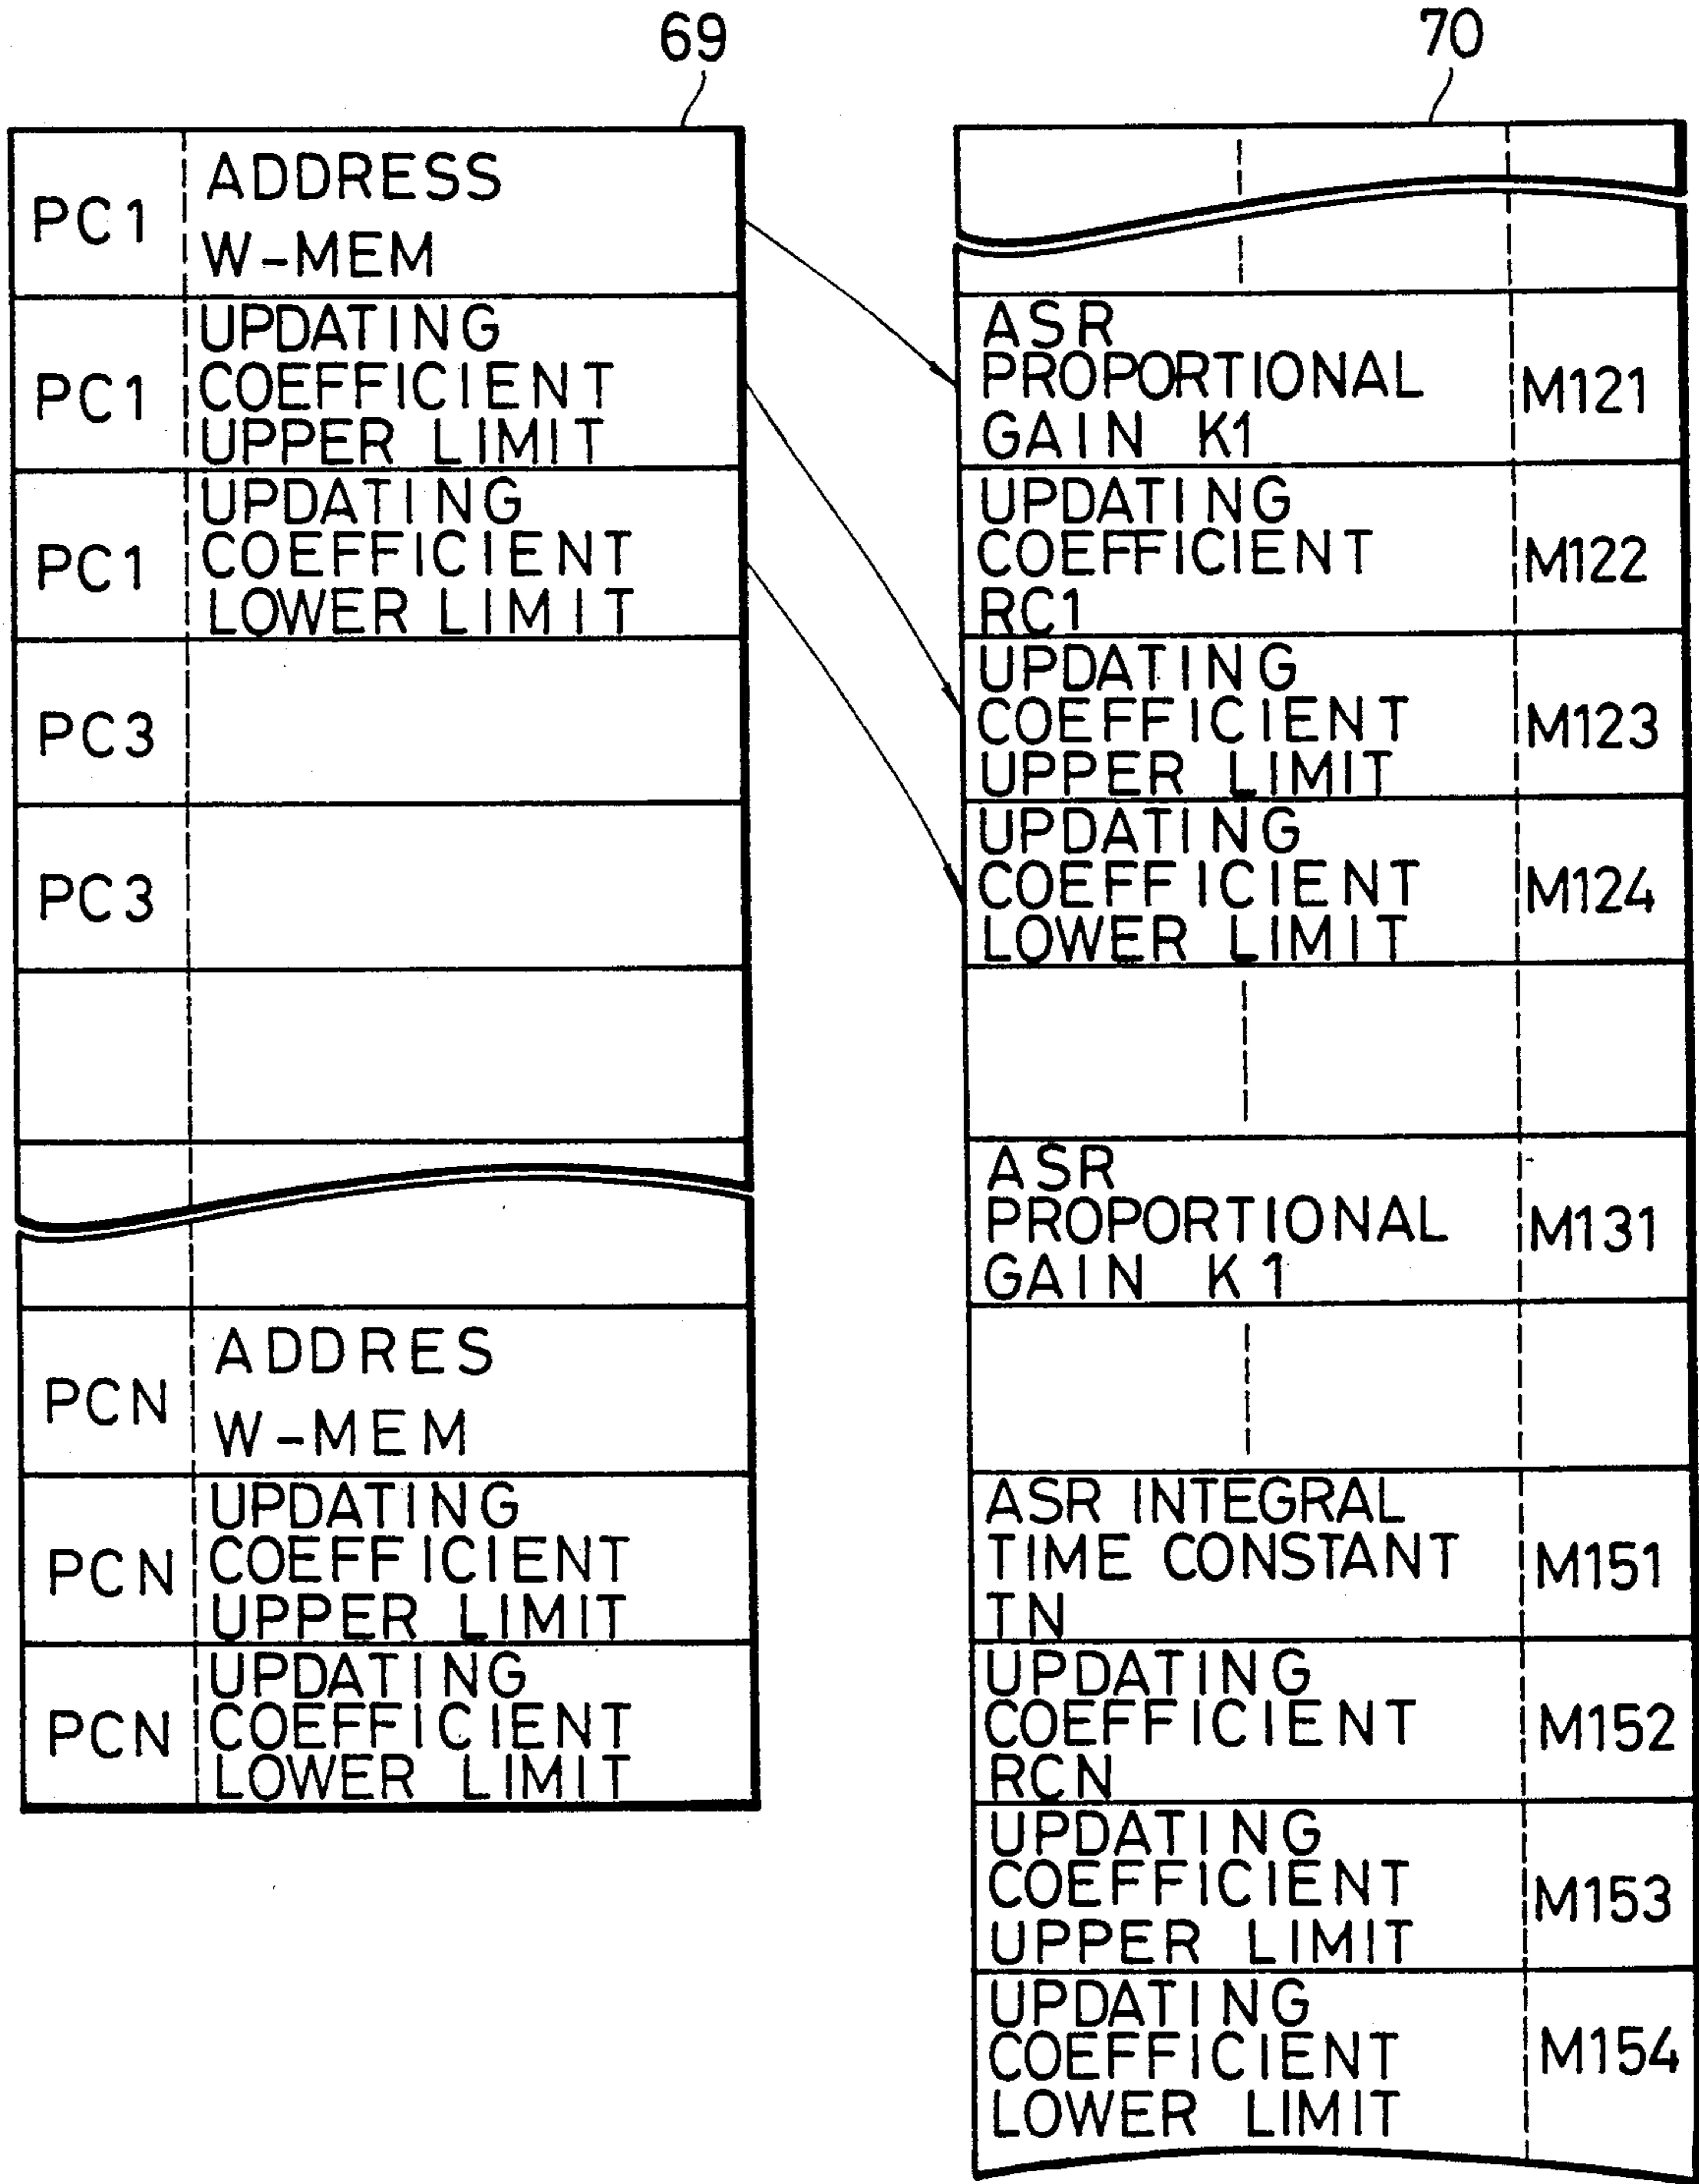 69
PC1
ADDRESS
W-MEM
PC1
UPDATING
COEFFICIENT
UPPER LIMIT
PC1
UPDATING
COEFFICIENT
LOWER LIMIT
PC3
PC3
PCN
ADDRES
W-MEM
PCN
UPDATING
COEFFICIENT
UPPER LIMIT
PCN
UPDATING
COEFFICIENT
LOWER LIMIT
70
ASR
PROPORTIONAL
GAIN K1
M121
UPDATING
COEFFICIENT
RC1
M122
UPDATING
COEFFICIENT
UPPER LIMIT
M123
UPDATING
COEFFICIENT
LOWER LIMIT
M124
ASR
PROPORTIONAL
GAIN K1
M131
ASR INTEGRAL
TIME CONSTANT
TN
M151
UPDATING
COEFFICIENT
RCN
M152
UPDATING
COEFFICIENT
UPPER LIMIT
M153
UPDATING
COEFFICIENT
LOWER LIMIT
M154